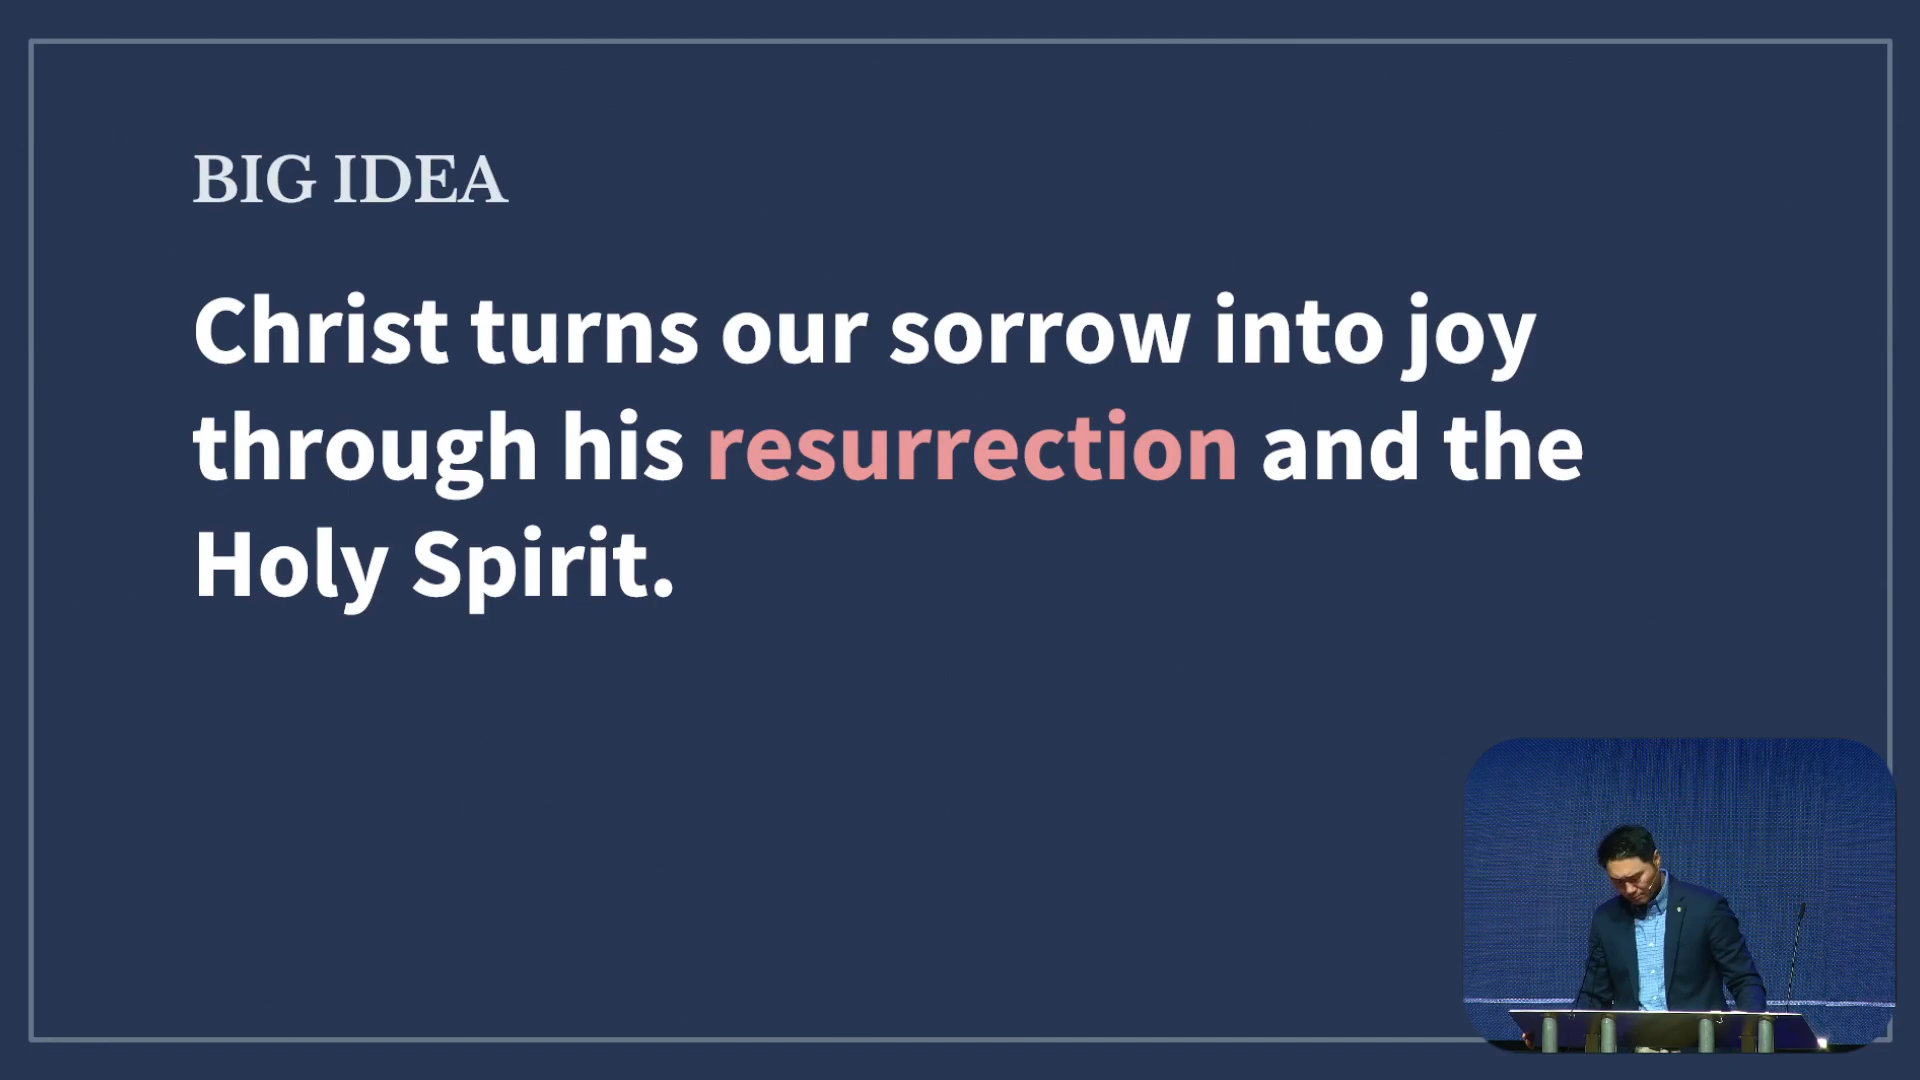 BIG IDEA
Christ turns our sorrow into joy
through his resurrection and the
Holy Spirit.